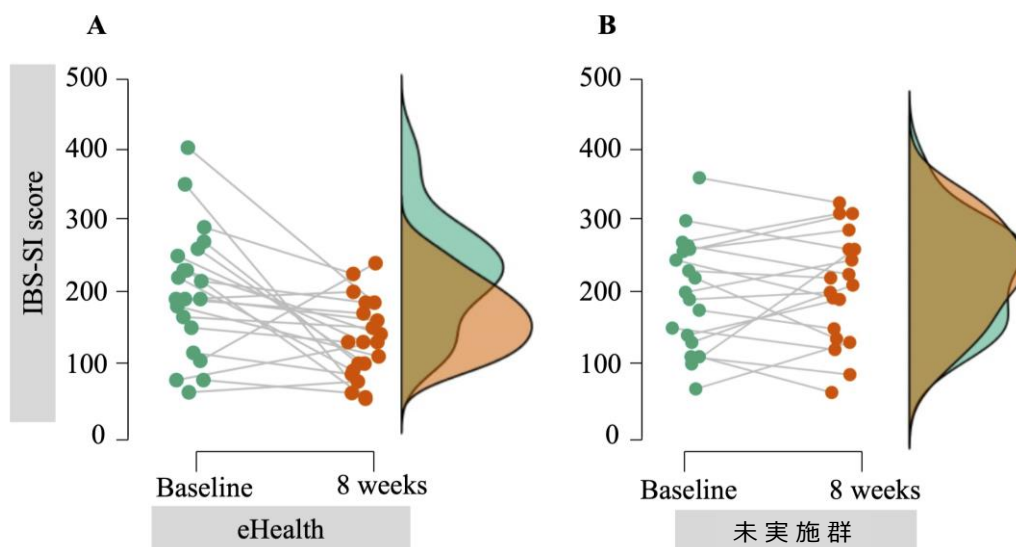 A
B
IBS-SI score
500
400
300
200
100
0
500
400
300
200
100
0
Baseline
8 weeks
Baseline
8 weeks
eHealth
未実施群